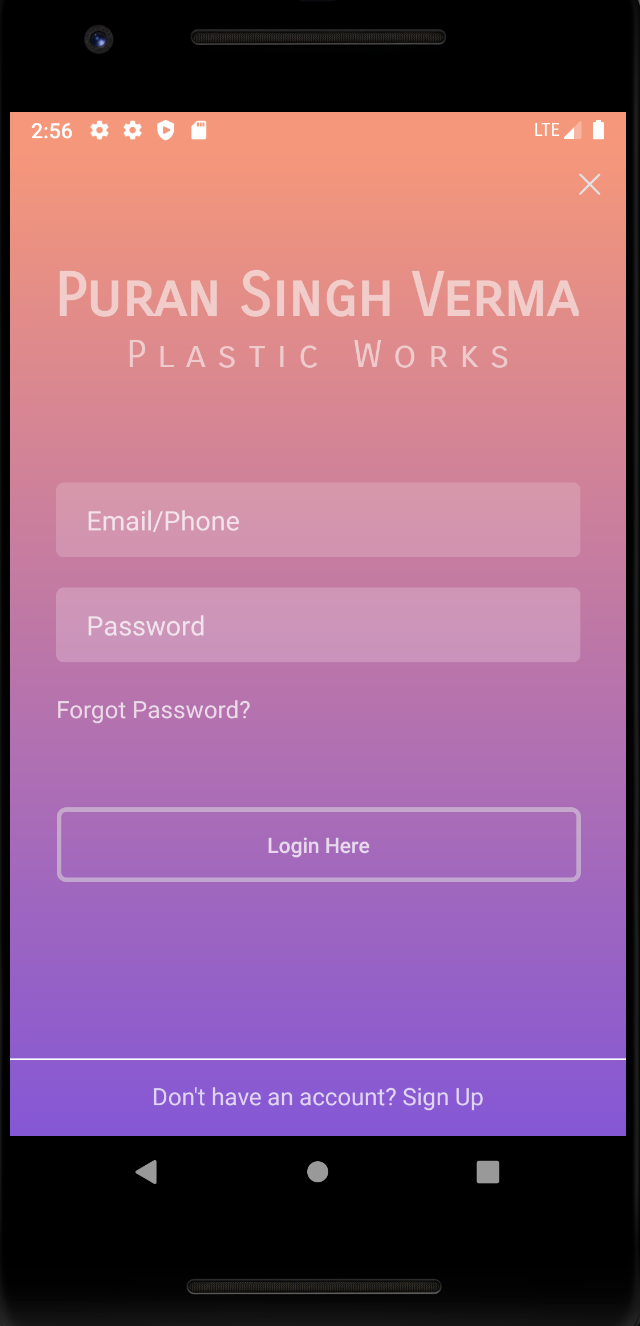 2:56 LTE
Puran Singh Verma
Plastic Works
Email/Phone
Password
Forgot Password?
Login Here
Don't have an account? Sign Up